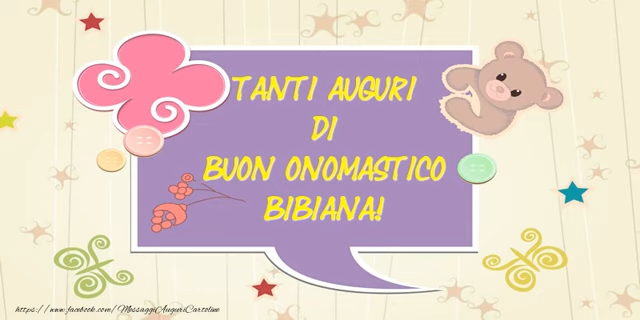 TANTI AUGURI
DI
BUON ONOMASTICO
BIBIANA!
https://www.facebook.com/MessaggiAuguriCartoline